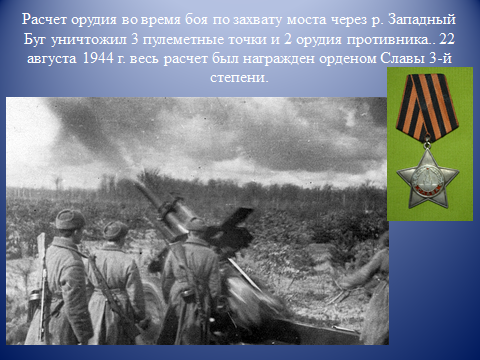 Расчет орудия во время боя по захвату моста через р. Западный
Буг уничтожил 3 пулеметные точки и 2 орудия противника.. 22
августа 1944 г. весь расчет был награжден орденом Славы 3-й
степени.